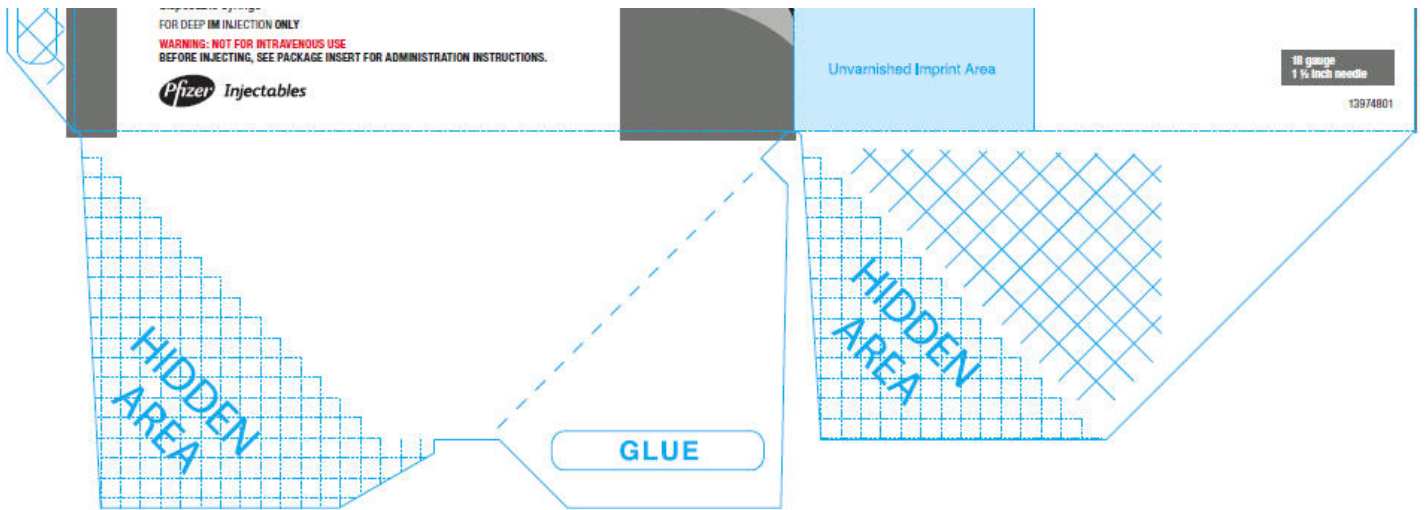 FOR DEEP IM INJECTION ONLY
WARNING: NOT FOR INTRAVENOUS USE
BEFORE INJECTING, SEE PACKAGE INSERT FOR ADMINISTRATION INSTRUCTIONS.
Pfizer Injectables
Unvarnished Imprint Area
18 gauge
1 ½ inch needle
13974801
HIDDEN
AREA
GLUE
HIDDEN
AREA